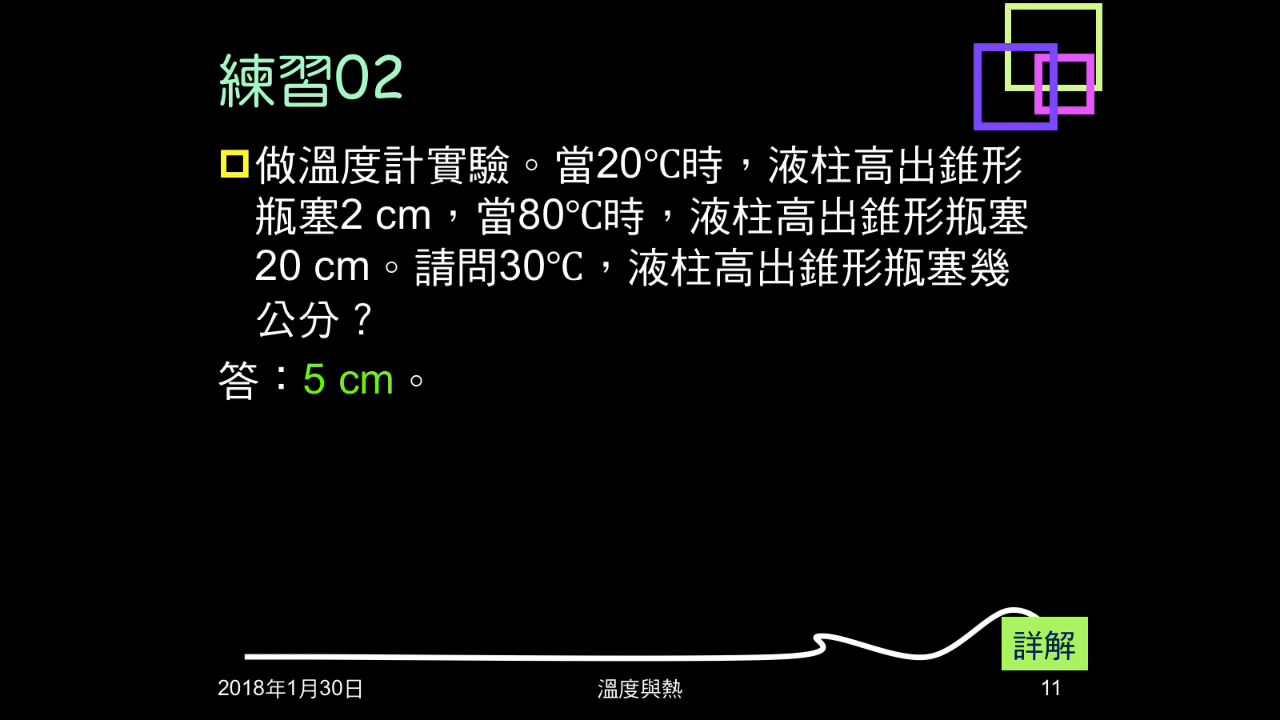 練習02
做溫度計實驗。當20℃時，液柱高出錐形
瓶塞2 cm，當80℃時，液柱高出錐形瓶塞
20 cm。請問30℃，液柱高出錐形瓶塞幾
公分？
答：5 cm。
詳解
2018年1月30日 溫度與熱 11